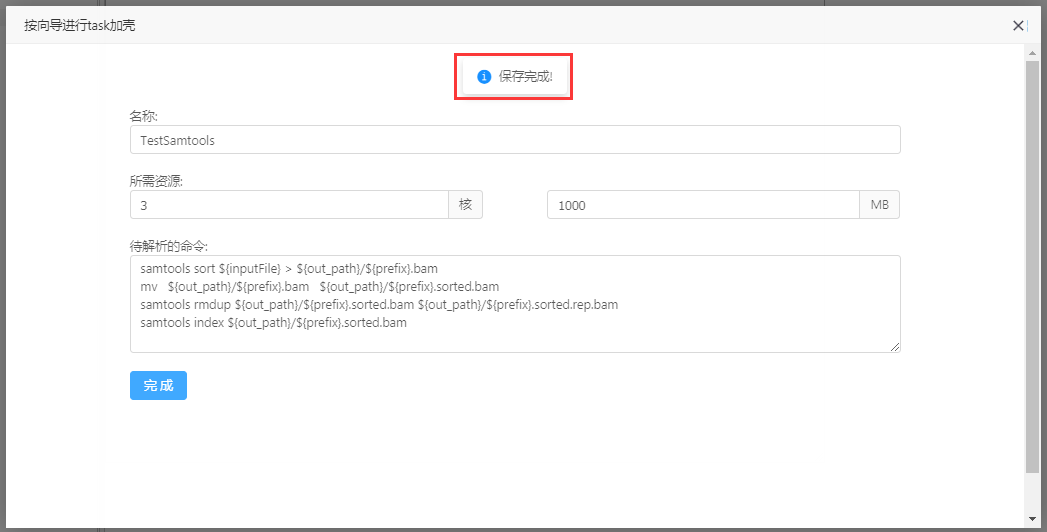 按向导进行task加壳
保存完成!
名称:
TestSamtools
所需资源:
3 核 1000 MB
待解析的命令:
samtools sort ${inputFile} > ${out_path}/${prefix}.bam
mv   ${out_path}/${prefix}.bam   ${out_path}/${prefix}.sorted.bam
samtools rmdup ${out_path}/${prefix}.sorted.bam ${out_path}/${prefix}.sorted.rep.bam
samtools index ${out_path}/${prefix}.sorted.bam
完成